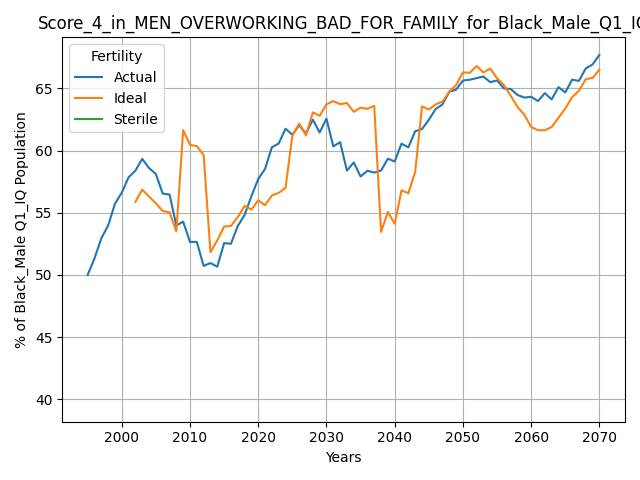 Score_4_in_MEN_OVERWORKING_BAD_FOR_FAMILY_for_Black_Male_Q1_IQ
Fertility
Actual
Ideal
Sterile
% of Black_Male Q1_IQ Population
65
60
55
50
45
40
2000 2010 2020 2030 2040 2050 2060 2070
Years